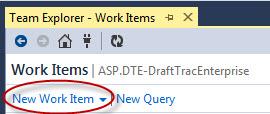 Team Explorer - Work Items
Work Items | ASP.DTE-DraftTracEnterprise
New Work Item New Query